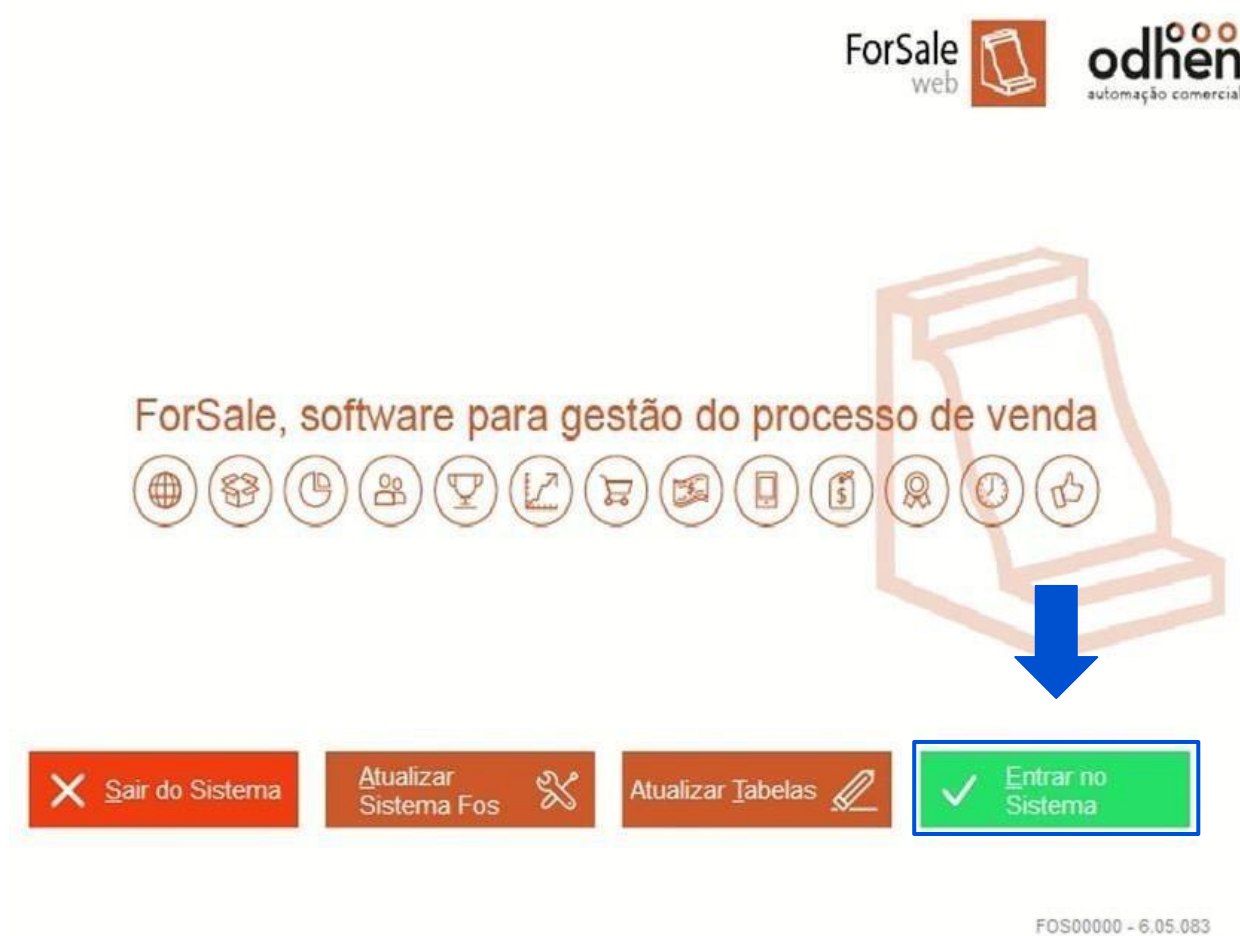 ForSale
web
odhen
automação comercial
ForSale, software para gestão do processo de venda
Sair do Sistema
Atualizar
Sistema Fos
Atualizar Tabelas
Entrar no
Sistema
FOS00000 - 6.05.083